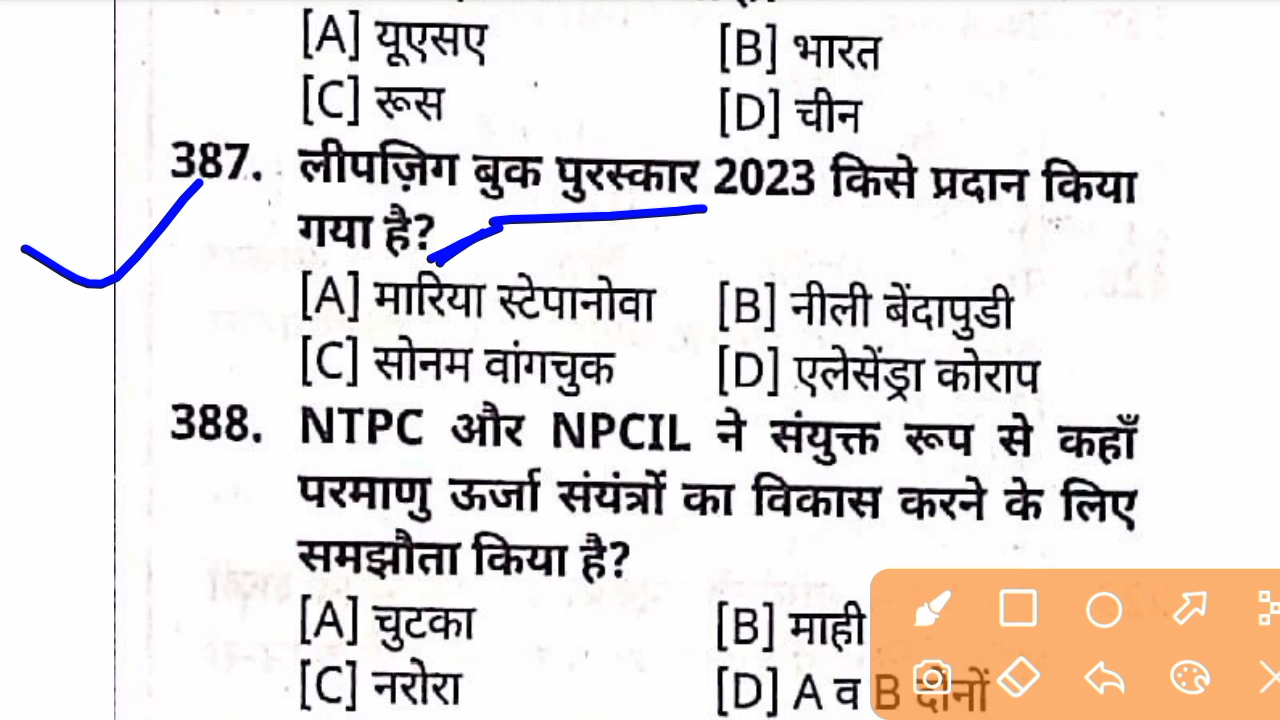 [A] यूएसए [B] भारत
[C] रूस [D] चीन
387. लीपज़िग बुक पुरस्कार 2023 किसे प्रदान किया
गया है?
[A] मारिया स्टेपानोवा [B] नीली बेंदापुडी
[C] सोनम वांगचुक [D] एलेसेंड्रा कोराप
388. NTPC और NPCIL ने संयुक्त रूप से कहाँ
परमाणु ऊर्जा संयंत्रों का विकास करने के लिए
समझौता किया है?
[A] चुटका [B] माही
[C] नरोरा [D] A व B दोनों